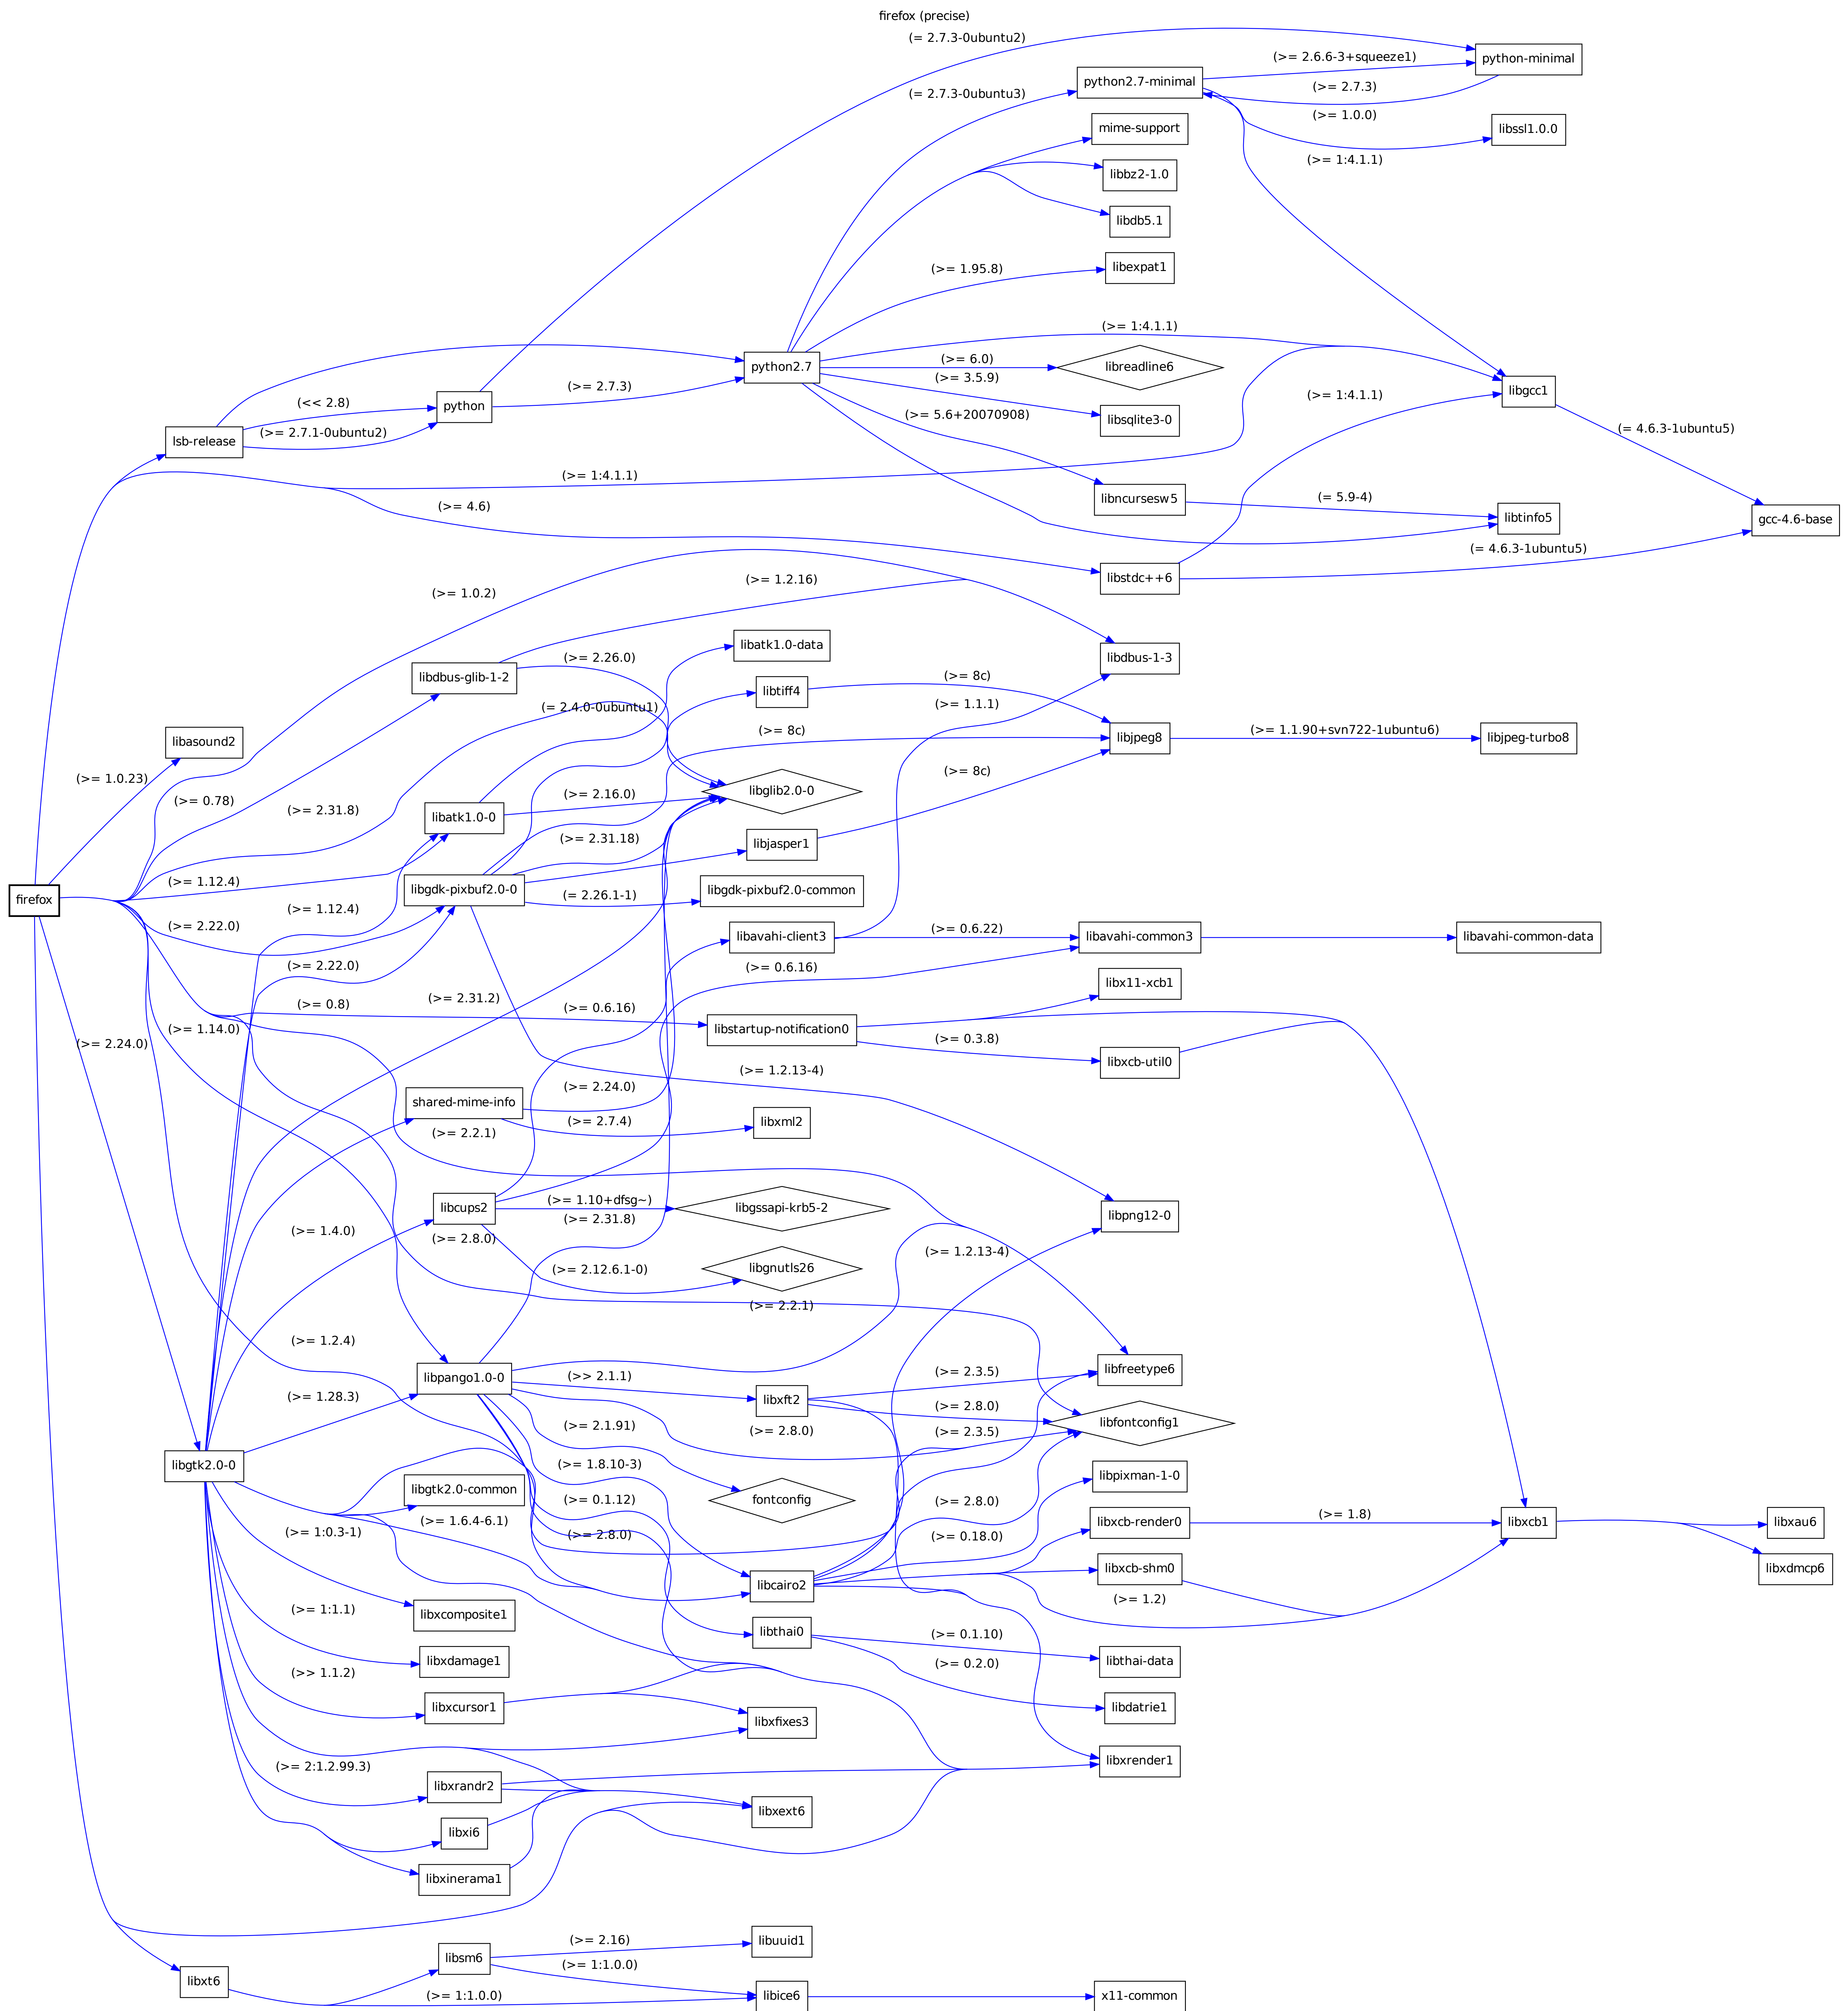 firefox (precise)
(= 2.7.3-0ubuntu2)
python-minimal
(>= 2.6.6-3+squeeze1)
python2.7-minimal
(>= 2.7.3)
(= 2.7.3-0ubuntu3)
(>= 1.0.0)
mime-support
libssl1.0.0
(>= 1:4.1.1)
libbz2-1.0
libdb5.1
libexpat1
(>= 1.95.8)
(>= 1:4.1.1)
(>= 6.0)
python2.7
libreadline6
(>= 3.5.9)
(>= 2.7.3)
libgcc1
(>= 1:4.1.1)
(<< 2.8)
python
(>= 5.6+20070908)
libsqlite3-0
(= 4.6.3-1ubuntu5)
(>= 2.7.1-0ubuntu2)
lsb-release
(>= 1:4.1.1)
libncursesw5
(= 5.9-4)
(>= 4.6)
libtinfo5
gcc-4.6-base
(= 4.6.3-1ubuntu5)
libstdc++6
(>= 1.2.16)
(>= 1.0.2)
libatk1.0-data
(>= 2.26.0)
libdbus-1-3
libdbus-glib-1-2
(>= 8c)
libtiff4
(= 2.4.0-0ubuntu1)
(>= 1.1.1)
(>= 8c)
(>= 1.1.90+svn722-1ubuntu6)
libasound2
libjpeg8
libjpeg-turbo8
(>= 8c)
(>= 1.0.23)
(>= 0.78)
(>= 2.31.8)
(>= 2.16.0)
libglib2.0-0
libatk1.0-0
(>= 2.31.18)
libjasper1
(>= 1.12.4)
libgdk-pixbuf2.0-0
libgdk-pixbuf2.0-common
(= 2.26.1-1)
firefox
(>= 1.12.4)
(>= 2.22.0)
(>= 0.6.22)
libavahi-client3
libavahi-common3
libavahi-common-data
(>= 2.22.0)
(>= 0.6.16)
libx11-xcb1
(>= 2.31.2)
(>= 0.8)
(>= 0.6.16)
(>= 1.14.0)
libstartup-notification0
(>= 0.3.8)
(>= 2.24.0)
libxcb-util0
(>= 1.2.13-4)
(>= 2.24.0)
shared-mime-info
(>= 2.7.4)
libxml2
(>= 2.2.1)
(>= 1.10+dfsg~)
libcups2
libgssapi-krb5-2
libpng12-0
(>= 2.31.8)
(>= 1.4.0)
(>= 2.8.0)
(>= 1.2.13-4)
(>= 2.12.6.1-0)
libgnutls26
(>= 2.2.1)
(>= 1.2.4)
(>= 2.3.5)
libfreetype6
libpango1.0-0
(>> 2.1.1)
(>= 1.28.3)
libxft2
(>= 2.8.0)
(>= 2.1.91)
(>= 2.8.0)
(>= 2.3.5)
libfontconfig1
libgtk2.0-0
(>= 1.8.10-3)
libpixman-1-0
libgtk2.0-common
fontconfig
(>= 0.1.12)
(>= 2.8.0)
(>= 1.8)
(>= 1.6.4-6.1)
libxcb-render0
libxcb1
libxau6
(>= 1:0.3-1)
(>= 2.8.0)
(>= 0.18.0)
libxcb-shm0
libxdmcp6
libcairo2
(>= 1.2)
(>= 1:1.1)
libxcomposite1
libthai0
(>= 0.1.10)
libxdamage1
libthai-data
(>= 0.2.0)
(>> 1.1.2)
libxcursor1
libdatrie1
libxfixes3
(>= 2:1.2.99.3)
libxrender1
libxrandr2
libxext6
libxi6
libxinerama1
(>= 2.16)
libuuid1
libsm6
(>= 1:1.0.0)
libxt6
(>= 1:1.0.0)
libice6
x11-common